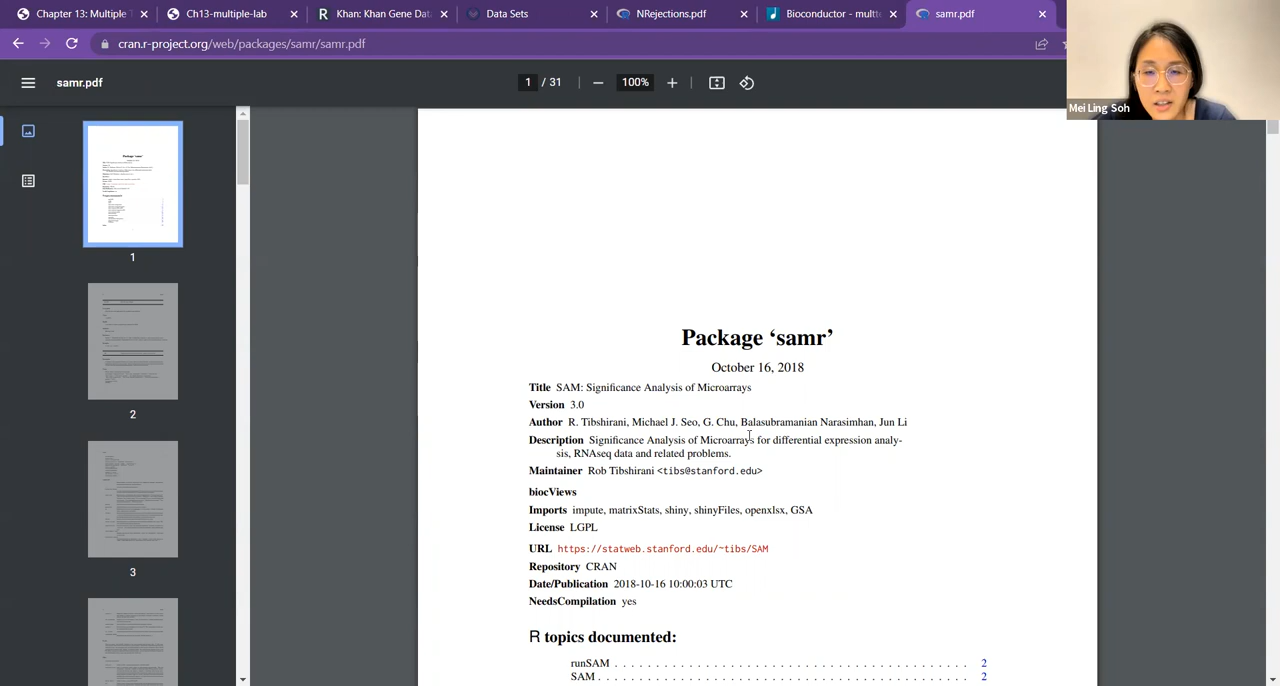 Chapter 13: Multiple T
Ch13-multiple-lab
Khan: Khan Gene Data
Data Sets
NRejections.pdf
Bioconductor - multte
samr.pdf
cran.r-project.org/web/packages/samr/samr.pdf
samr.pdf
1 / 31
100%
Mei Ling Soh
1
2
3
Package ‘samr’
October 16, 2018
Title SAM: Significance Analysis of Microarrays
Version 3.0
Author R. Tibshirani, Michael J. Seo, G. Chu, Balasubramanian Narasimhan, Jun Li
Description Significance Analysis of Microarrays for differential expression analy-
sis, RNAseq data and related problems.
Maintainer Rob Tibshirani <tibs@stanford.edu>
biocViews
Imports impute, matrixStats, shiny, shinyFiles, openxlsx, GSA
License LGPL
URL https://statweb.stanford.edu/~tibs/SAM
Repository CRAN
Date/Publication 2018-10-16 10:00:03 UTC
NeedsCompilation yes
R topics documented:
runSAM . . . . . . . . . . . . . . . . . . . . . . . . . . . . . . . . . . . . . . 2
SAM . . . . . . . . . . . . . . . . . . . . . . . . . . . . . . . . . . . . . . . 2